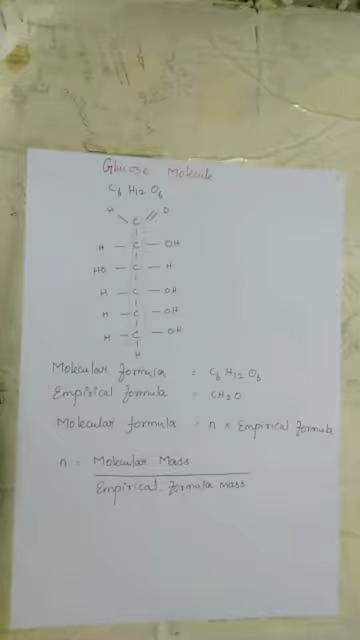 Glucose Molecule
C₆ H₁₂ O₆
H O
C
H — C — OH
HO — C — H
H — C — OH
H — C — OH
H — C — OH
H
Molecular formula = C₆ H₁₂ O₆
Empirical formula = CH₂O
Molecular formula = n × Empirical formula
n = Molecular Mass
Empirical formula mass